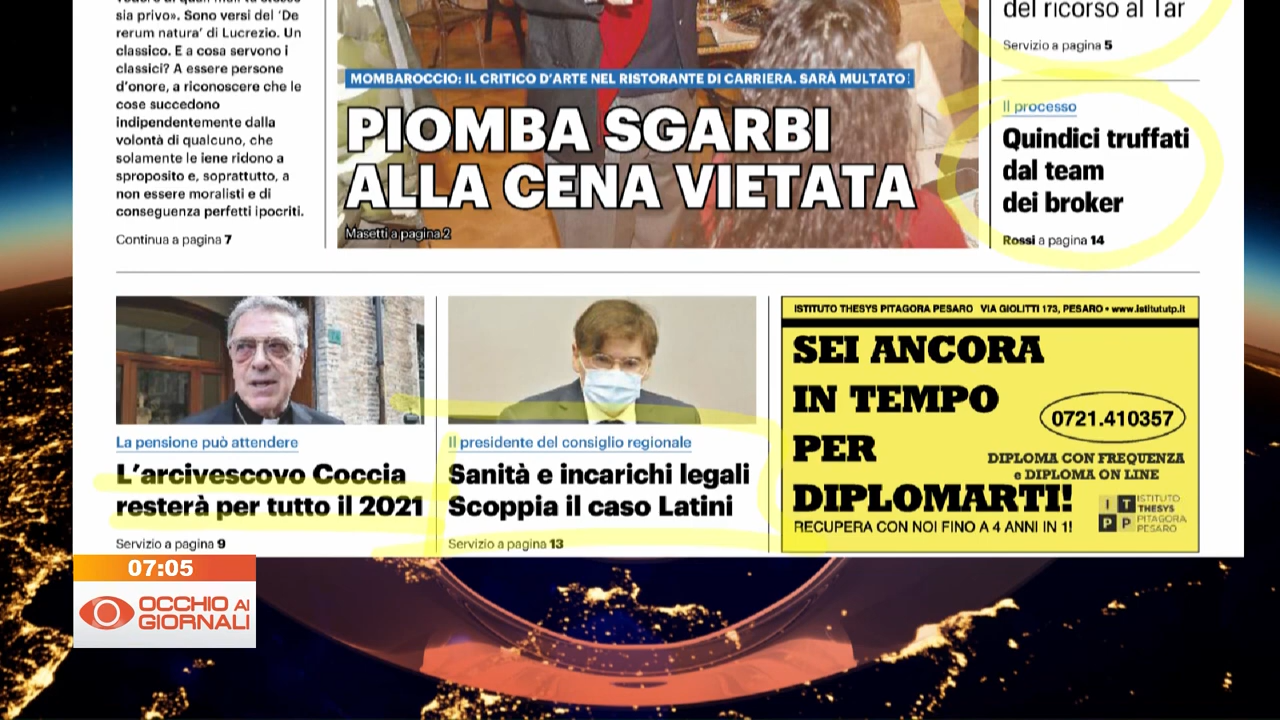 sia privo». Sono versi del 'De
rerum natura' di Lucrezio. Un
classico. E a cosa servono i
classici? A essere persone
d'onore, a riconoscere che le
cose succedono
indipendentemente dalla
volontà di qualcuno, che
solamente le iene ridono a
sproposito e, soprattutto, a
non essere moralisti e di
conseguenza perfetti ipocriti.
Continua a pagina 7
MOMBAROCCIO: IL CRITICO D'ARTE NEL RISTORANTE DI CARRIERA. SARÀ MULTATO
PIOMBA SGARBI
ALLA CENA VIETATA
Masetti a pagina 2
del ricorso al Tar
Servizio a pagina 5
Il processo
Quindici truffati
dal team
dei broker
Rossi a pagina 14
La pensione può attendere
L'arcivescovo Coccia
resterà per tutto il 2021
Servizio a pagina 9
Il presidente del consiglio regionale
Sanità e incarichi legali
Scoppia il caso Latini
Servizio a pagina 13
ISTITUTO THESYS PITAGORA PESARO VIA GIOLITTI 173, PESARO • www.istitututp.it
SEI ANCORA
IN TEMPO
PER
DIPLOMARTI!
0721.410357
DIPLOMA CON FREQUENZA
e DIPLOMA ON LINE
RECUPERA CON NOI FINO A 4 ANNI IN 1!
I T
P P
ISTITUTO
THESYS
PITAGORA
PESARO
07:05
OCCHIO AI
GIORNALI